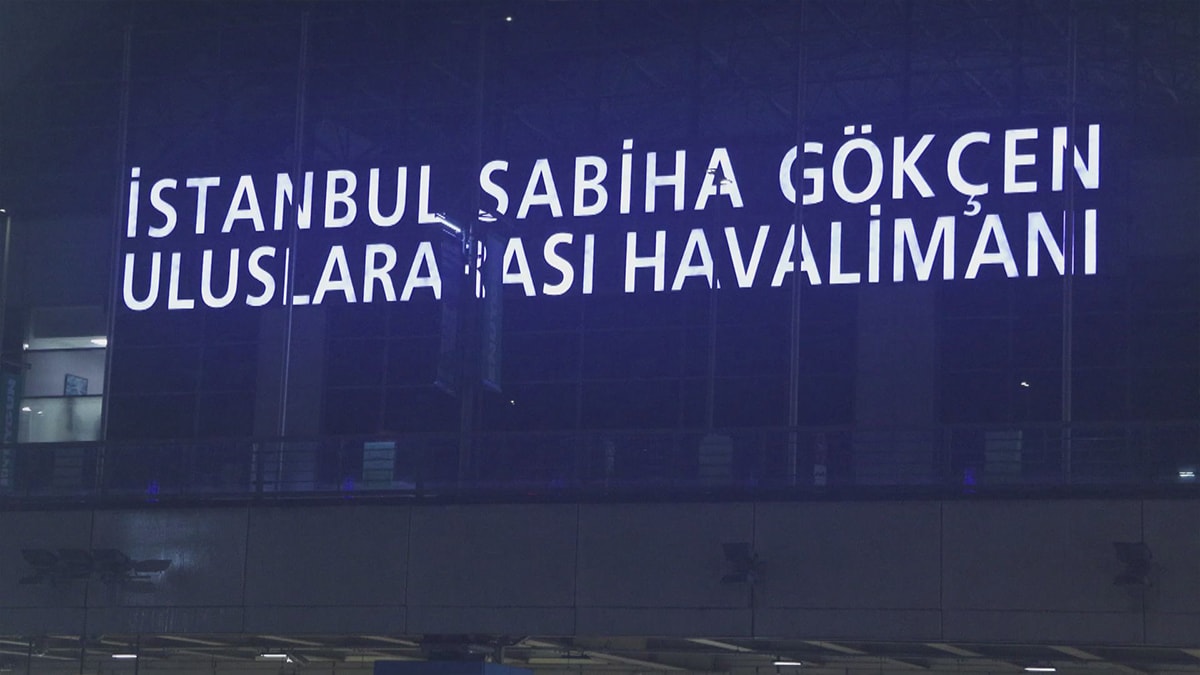 İSTANBUL SABİHA GÖKÇEN
ULUSLARARASI HAVALİMANI